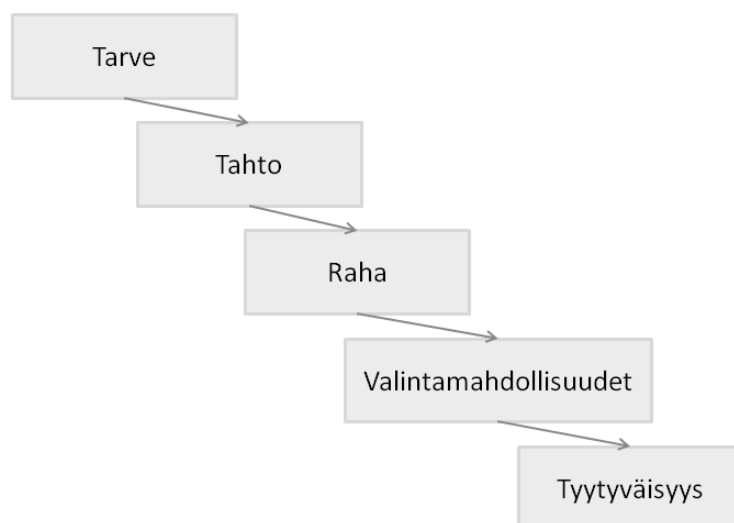 Tarve
Tahto
Raha
Valintamahdollisuudet
Tyytyväisyys